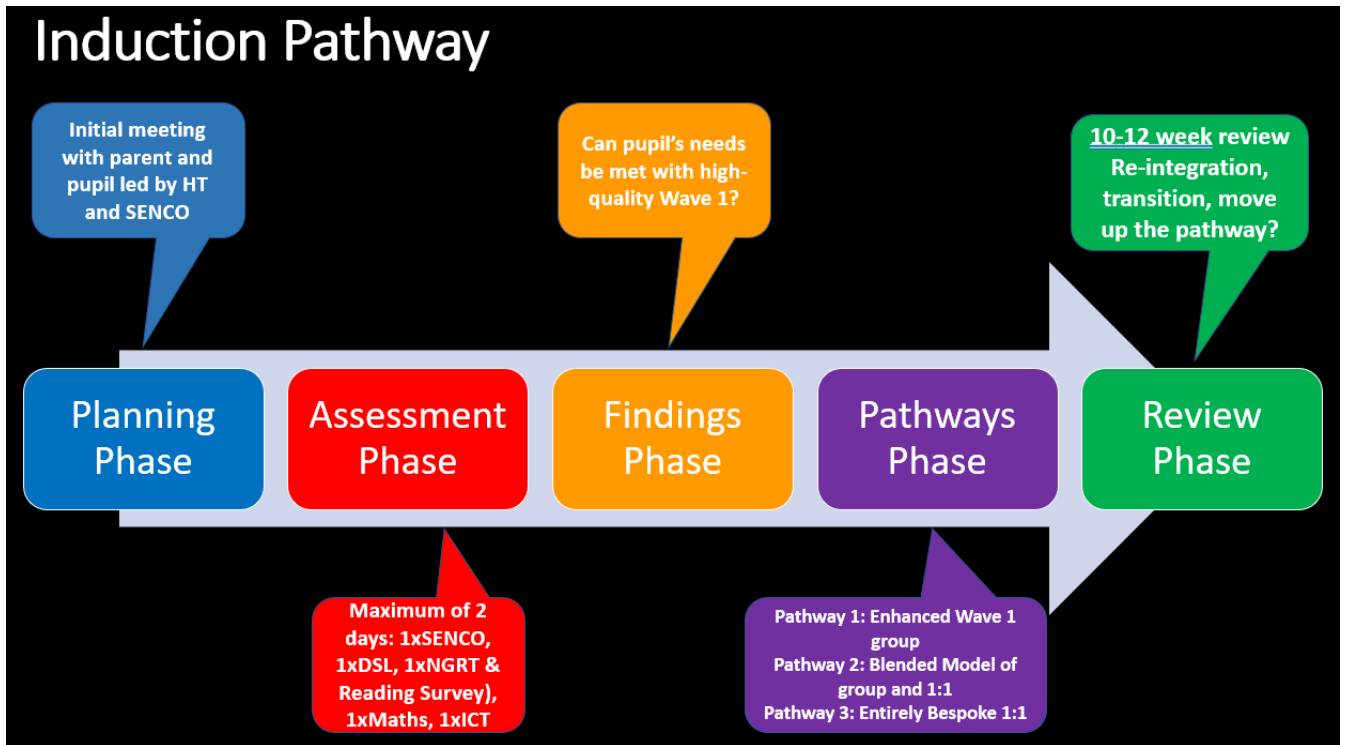 Induction Pathway
Initial meeting
with parent and
pupil led by HT
and SENCO
Can pupil's needs
be met with high-
quality Wave 1?
10-12 week review
Re-integration,
transition, move
up the pathway?
Planning
Phase
Assessment
Phase
Findings
Phase
Pathways
Phase
Review
Phase
Maximum of 2
days: 1xSENCO,
1xDSL, 1xNGRT &
Reading Survey),
1xMaths, 1xICT
Pathway 1: Enhanced Wave 1
group
Pathway 2: Blended Model of
group and 1:1
Pathway 3: Entirely Bespoke 1:1